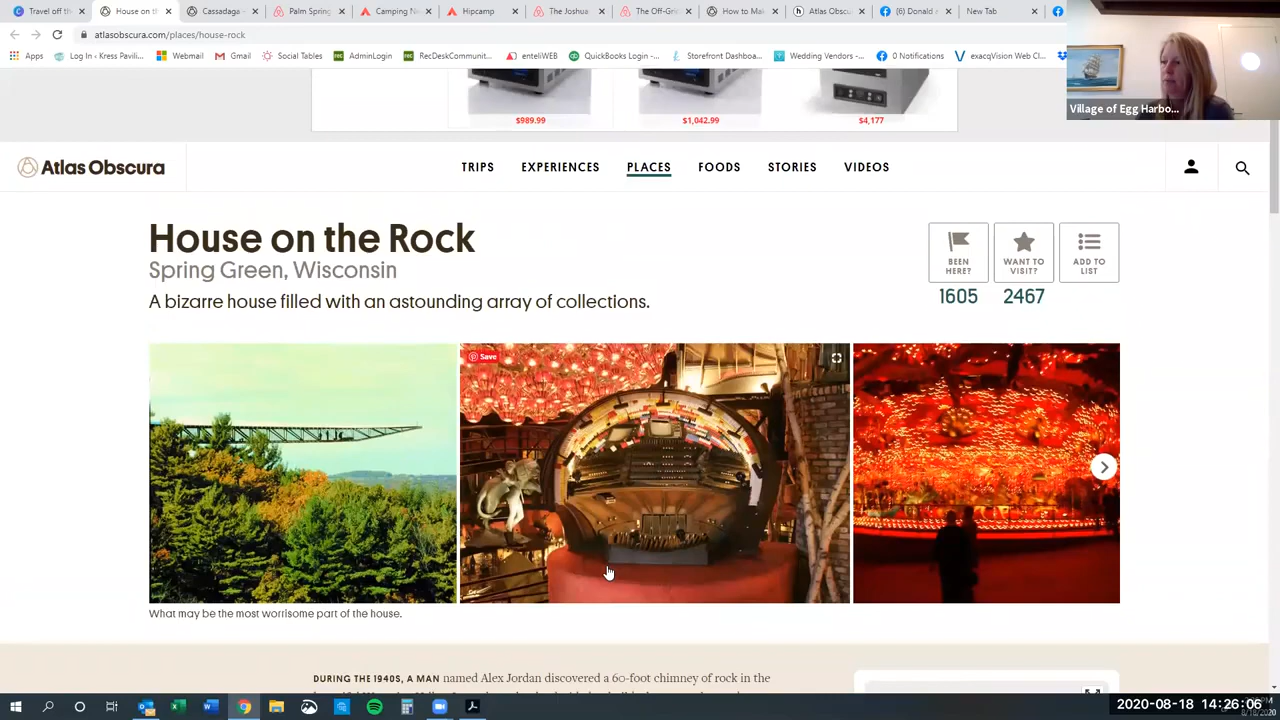 Travel off the
House on the
Cassadaga -
Palm Spring
Camping Ne
Hipcamp
The Joshua
The Off-Gri
How to Mak
Atlas Obscu
(6) Donald e
New Tab
atlasobscura.com/places/house-rock
Apps
Log In ‹ Kress Pavili...
Webmail
Gmail
Social Tables
AdminLogin
RecDeskCommunit...
enteliWEB
QuickBooks Online -...
Storefront Dashboa...
Wedding Vendors -...
0 Notifications
exacqVision Web Cl...
Village of Egg Harbo...
$989.99
$1,042.99
$4,177
Atlas Obscura
TRIPS
EXPERIENCES
PLACES
FOODS
STORIES
VIDEOS
House on the Rock
Spring Green, Wisconsin
A bizarre house filled with an astounding array of collections.
BEEN
HERE?
WANT TO
VISIT?
ADD TO
LIST
1605
2467
Save
What may be the most worrisome part of the house.
DURING THE 1940S, A MAN named Alex Jordan discovered a 60-foot chimney of rock in the
2020-08-18 14:26:06